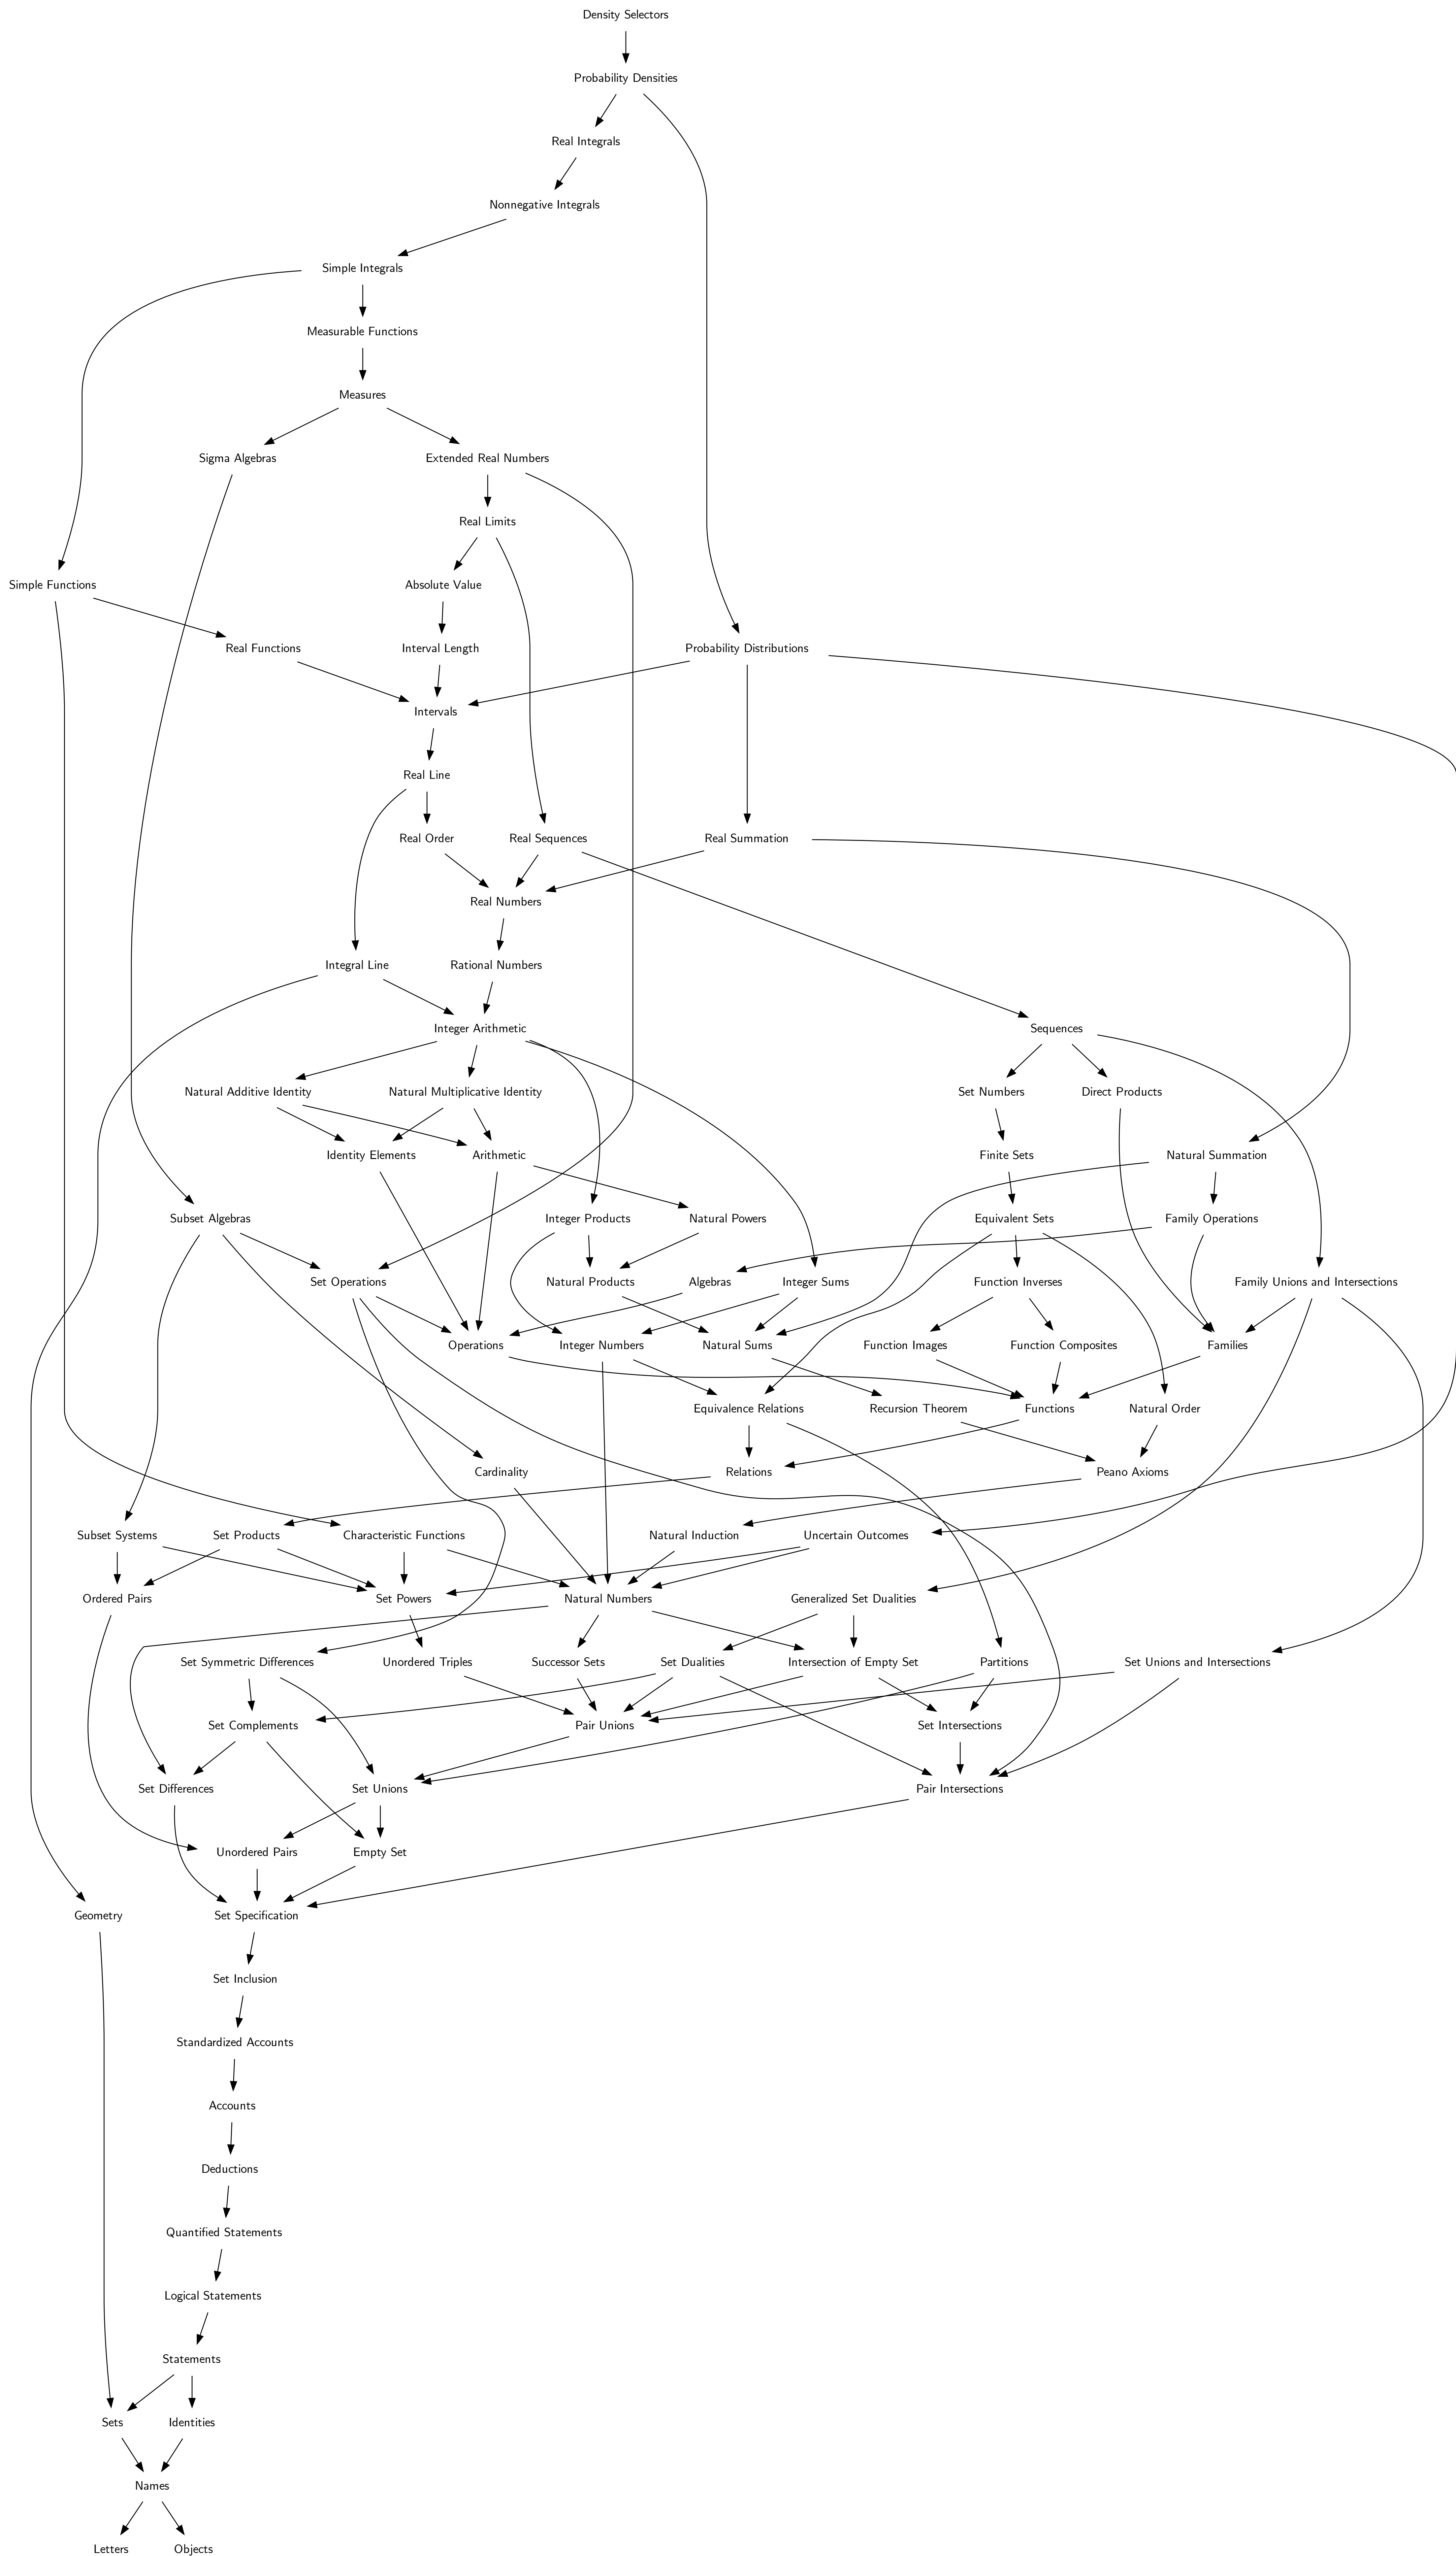 Density Selectors
Probability Densities
Real Integrals
Nonnegative Integrals
Simple Integrals
Measurable Functions
Measures
Sigma Algebras
Extended Real Numbers
Real Limits
Simple Functions
Absolute Value
Real Functions
Interval Length
Probability Distributions
Intervals
Real Line
Real Order
Real Sequences
Real Summation
Real Numbers
Integral Line
Rational Numbers
Integer Arithmetic
Sequences
Natural Additive Identity
Natural Multiplicative Identity
Set Numbers
Direct Products
Identity Elements
Arithmetic
Finite Sets
Natural Summation
Subset Algebras
Integer Products
Natural Powers
Equivalent Sets
Family Operations
Set Operations
Natural Products
Algebras
Integer Sums
Function Inverses
Family Unions and Intersections
Operations
Integer Numbers
Natural Sums
Function Images
Function Composites
Families
Equivalence Relations
Recursion Theorem
Functions
Natural Order
Cardinality
Relations
Peano Axioms
Subset Systems
Set Products
Characteristic Functions
Natural Induction
Uncertain Outcomes
Ordered Pairs
Set Powers
Natural Numbers
Generalized Set Dualities
Set Symmetric Differences
Unordered Triples
Successor Sets
Set Dualities
Intersection of Empty Set
Partitions
Set Unions and Intersections
Set Complements
Pair Unions
Set Intersections
Set Differences
Set Unions
Pair Intersections
Unordered Pairs
Empty Set
Geometry
Set Specification
Set Inclusion
Standardized Accounts
Accounts
Deductions
Quantified Statements
Logical Statements
Statements
Sets
Identities
Names
Letters
Objects